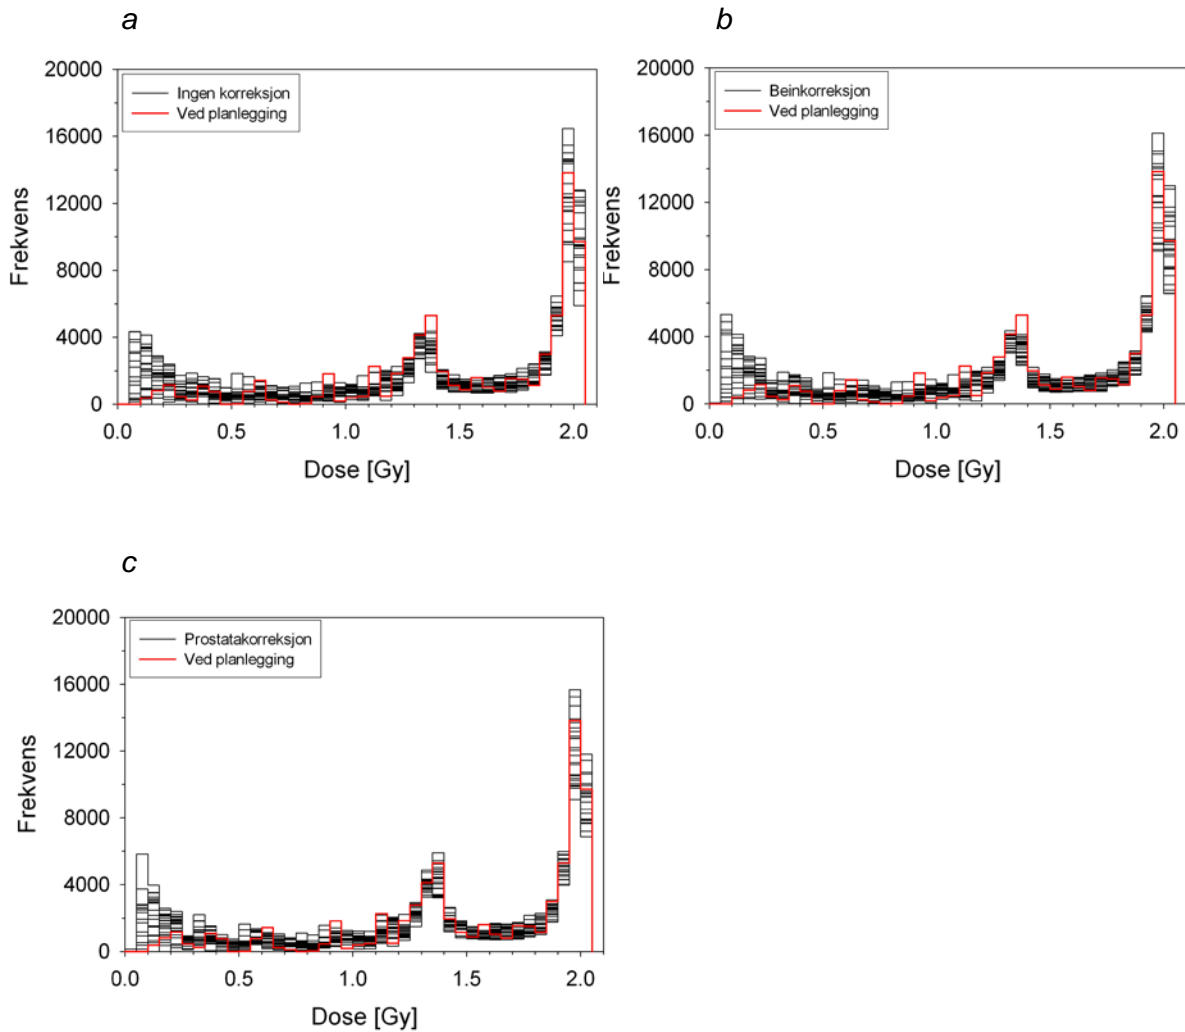 a
Ingen korreksjon
Ved planlegging
Frekvens
20000
16000
12000
8000
4000
0
0.0 0.5 1.0 1.5 2.0
Dose [Gy]
b
Beinkorreksjon
Ved planlegging
Frekvens
20000
16000
12000
8000
4000
0
0.0 0.5 1.0 1.5 2.0
Dose [Gy]
c
Prostatakorreksjon
Ved planlegging
Frekvens
20000
16000
12000
8000
4000
0
0.0 0.5 1.0 1.5 2.0
Dose [Gy]